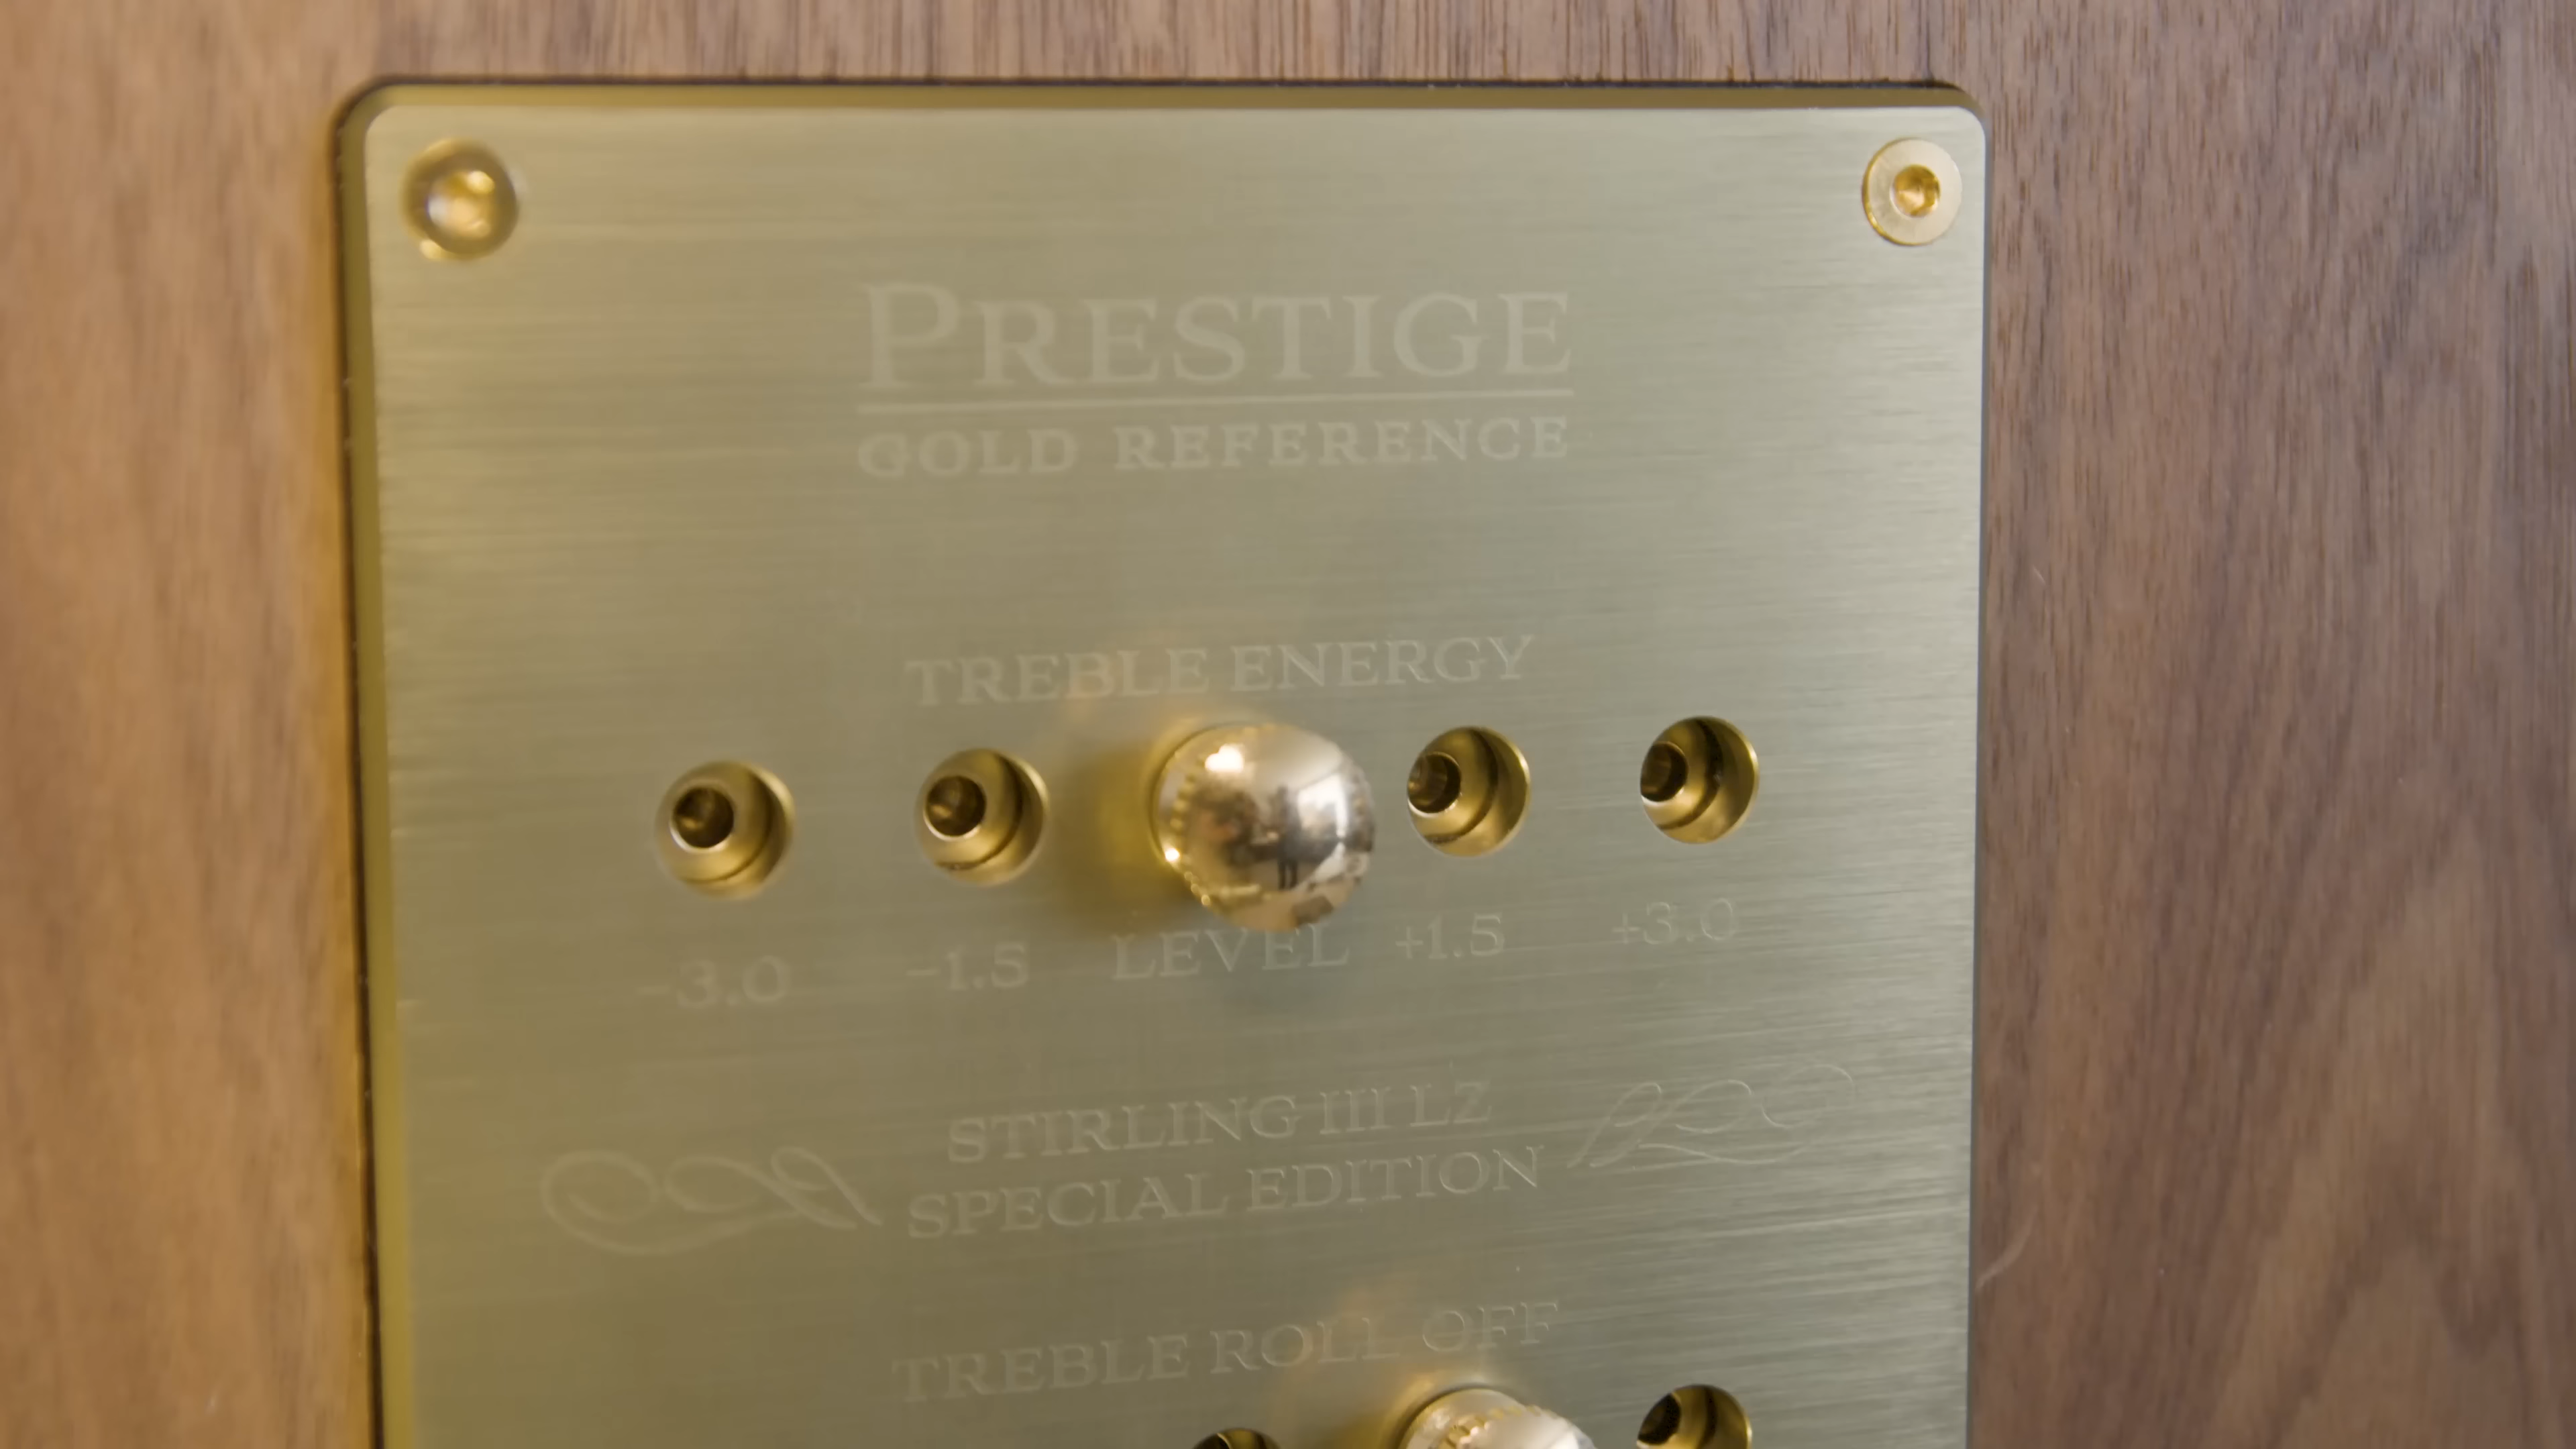 PRESTIGE
GOLD REFERENCE
TREBLE ENERGY
-3.0 -1.5 LEVEL +1.5 +3.0
STIRLING III LZ
SPECIAL EDITION
TREBLE ROLL OFF